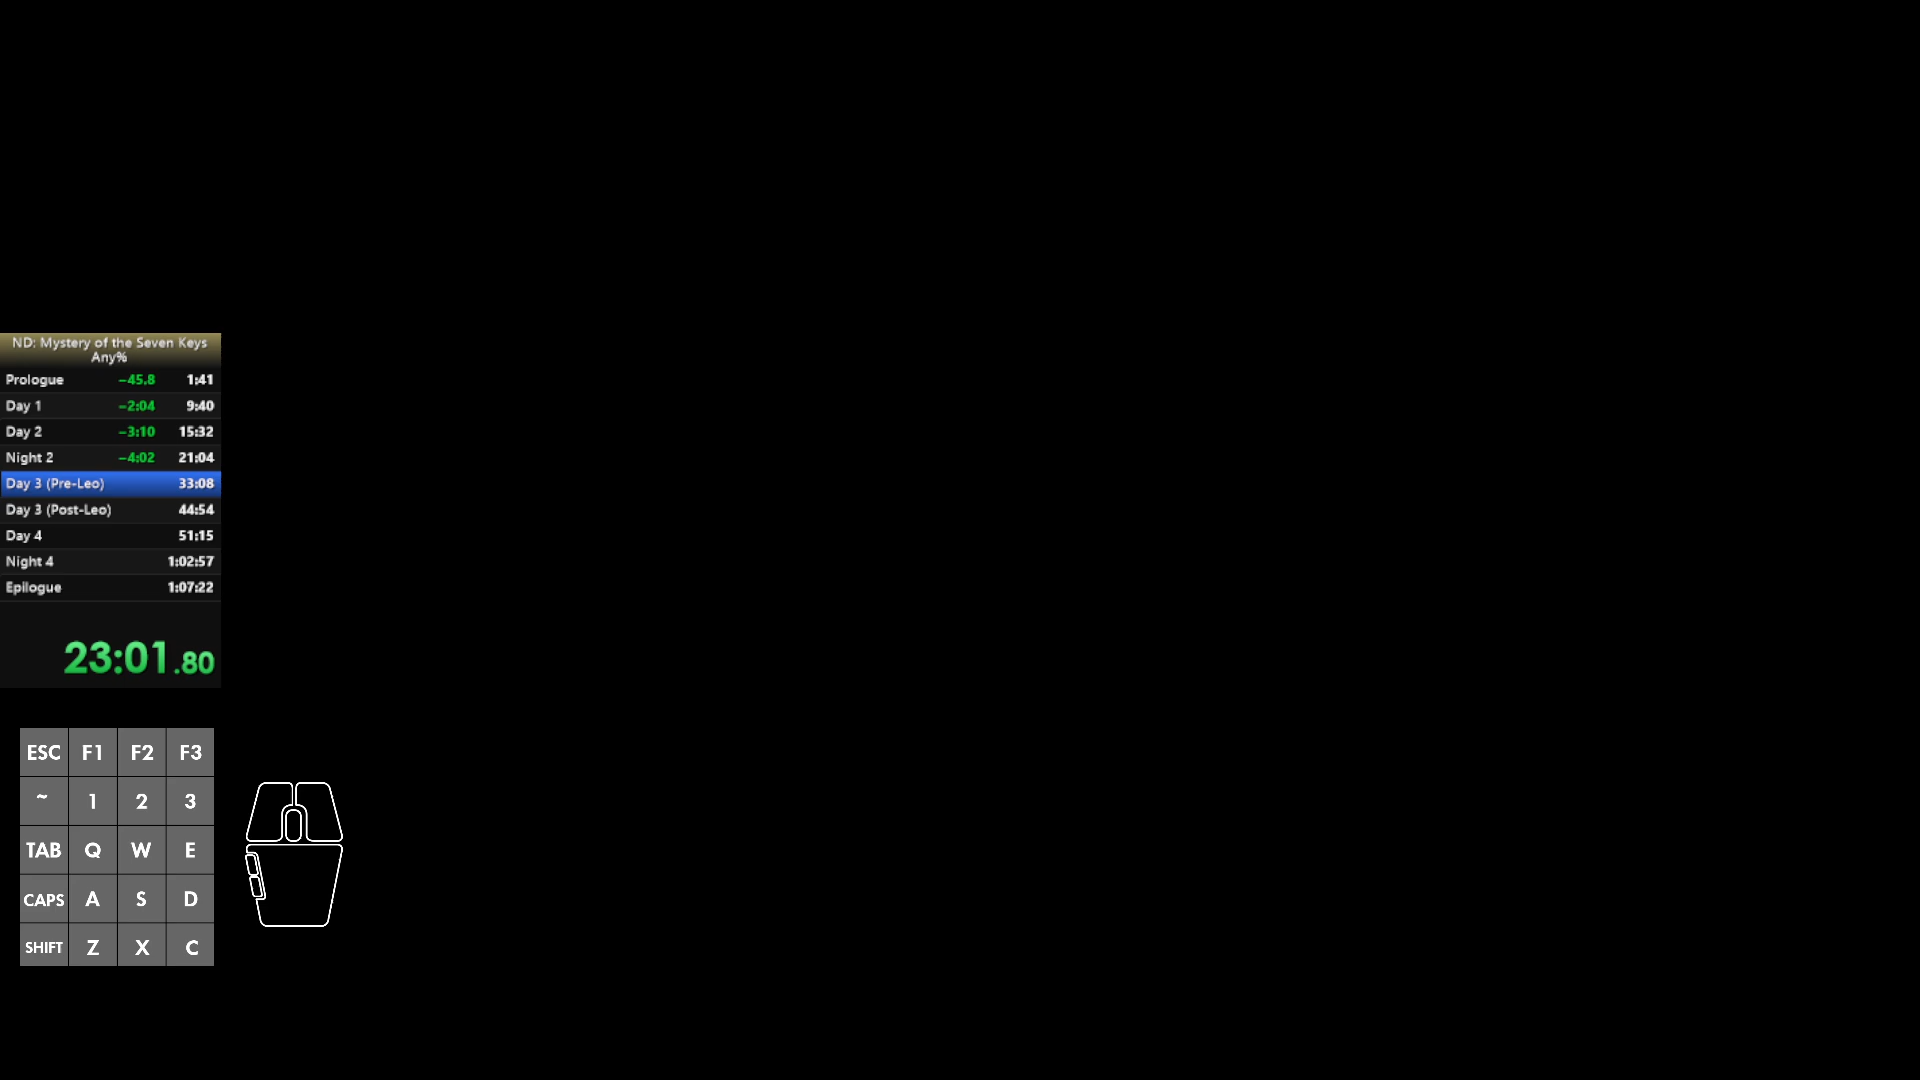 ND: Mystery of the Seven Keys
Any%
Prologue −45.8 1:41
Day 1 −2:04 9:40
Day 2 −3:10 15:32
Night 2 −4:02 21:04
Day 3 (Pre-Leo) 33:08
Day 3 (Post-Leo) 44:54
Day 4 51:15
Night 4 1:02:57
Epilogue 1:07:22
23:01.80
ESC F1 F2 F3
~ 1 2 3
TAB Q W E
CAPS A S D
SHIFT Z X C